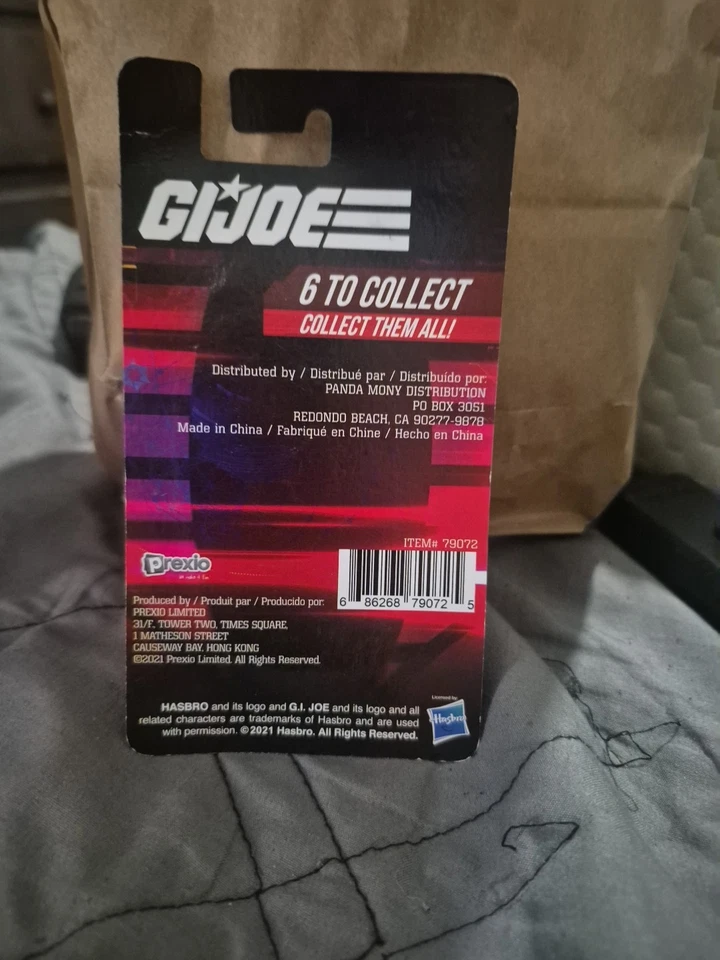 GIJOE
6 TO COLLECT
COLLECT THEM ALL!
Distributed by / Distribué par / Distribuido por:
PANDA MONY DISTRIBUTION
PO BOX 3051
REDONDO BEACH, CA 90277-9878
Made in China / Fabriqué en Chine / Hecho en China
ITEM# 79072
6 86268 79072 5
Prexio
Produced by / Produit par / Producido por:
PREXIO LIMITED
31/F, TOWER TWO, TIMES SQUARE,
1 MATHESON STREET
CAUSEWAY BAY, HONG KONG
©2021 Prexio Limited. All Rights Reserved.
HASBRO and its logo and G.I. JOE and its logo and all
related characters are trademarks of Hasbro and are used
with permission. ©2021 Hasbro. All Rights Reserved.
Licensed by:
Hasbro